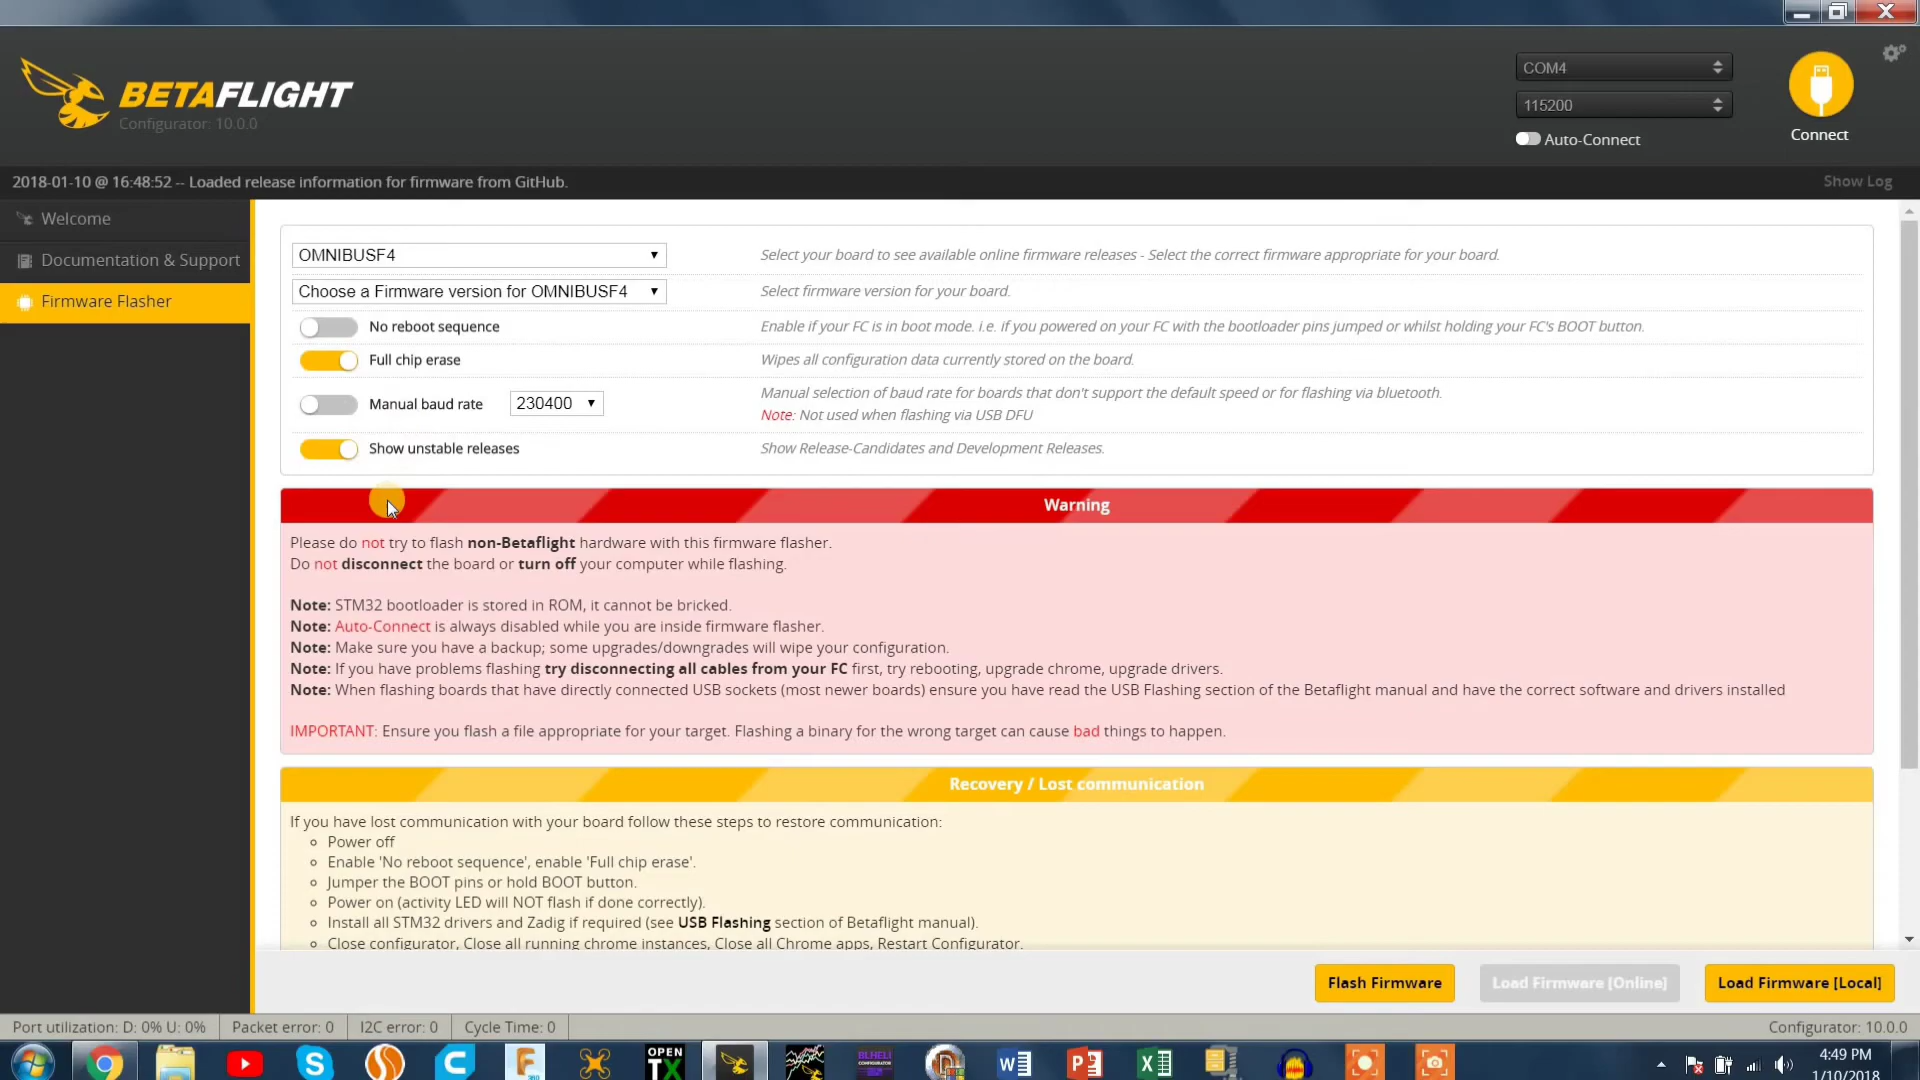 BETAFLIGHT
Configurator: 10.0.0
COM4
115200
Auto-Connect
Connect
2018-01-10 @ 16:48:52 -- Loaded release information for firmware from GitHub.
Show Log
Welcome
Documentation & Support
Firmware Flasher
OMNIBUSF4
Select your board to see available online firmware releases - Select the correct firmware appropriate for your board.
Choose a Firmware version for OMNIBUSF4
Select firmware version for your board.
No reboot sequence
Enable if your FC is in boot mode. i.e. if you powered on your FC with the bootloader pins jumped or whilst holding your FC's BOOT button.
Full chip erase
Wipes all configuration data currently stored on the board.
Manual baud rate
230400
Manual selection of baud rate for boards that don't support the default speed or for flashing via bluetooth.
Note: Not used when flashing via USB DFU
Show unstable releases
Show Release-Candidates and Development Releases.
Warning
Please do not try to flash non-Betaflight hardware with this firmware flasher.
Do not disconnect the board or turn off your computer while flashing.
Note: STM32 bootloader is stored in ROM, it cannot be bricked.
Note: Auto-Connect is always disabled while you are inside firmware flasher.
Note: Make sure you have a backup; some upgrades/downgrades will wipe your configuration.
Note: If you have problems flashing try disconnecting all cables from your FC first, try rebooting, upgrade chrome, upgrade drivers.
Note: When flashing boards that have directly connected USB sockets (most newer boards) ensure you have read the USB Flashing section of the Betaflight manual and have the correct software and drivers installed
IMPORTANT: Ensure you flash a file appropriate for your target. Flashing a binary for the wrong target can cause bad things to happen.
Recovery / Lost communication
If you have lost communication with your board follow these steps to restore communication:
Power off
Enable 'No reboot sequence', enable 'Full chip erase'.
Jumper the BOOT pins or hold BOOT button.
Power on (activity LED will NOT flash if done correctly).
Install all STM32 drivers and Zadig if required (see USB Flashing section of Betaflight manual).
Close configurator, Close all running chrome instances, Close all Chrome apps, Restart Configurator.
Flash Firmware
Load Firmware [Online]
Load Firmware [Local]
Port utilization: D: 0% U: 0%
Packet error: 0
I2C error: 0
Cycle Time: 0
Configurator: 10.0.0
OPEN
TX
BLHELI
4:49 PM
1/10/2018